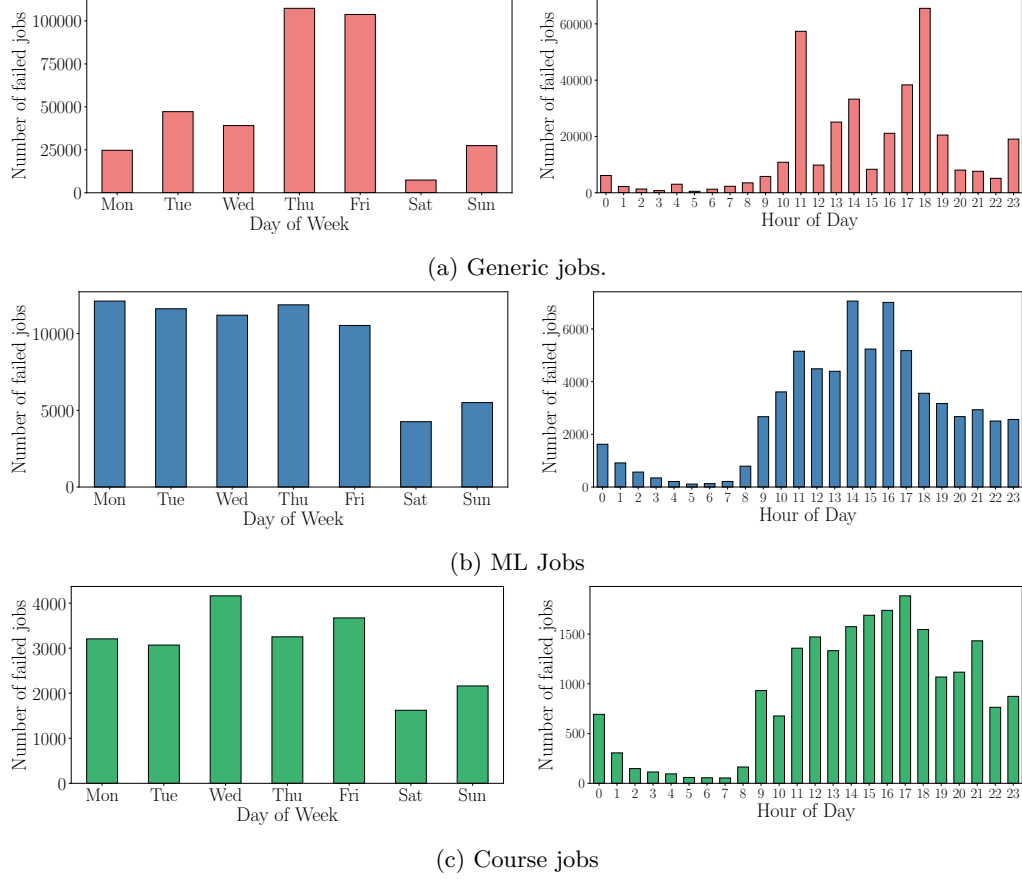 Number of failed jobs
100000
75000
50000
25000
0
Mon Tue Wed Thu Fri Sat Sun
Day of Week
Number of failed jobs
60000
40000
20000
0
0 1 2 3 4 5 6 7 8 9 10 11 12 13 14 15 16 17 18 19 20 21 22 23
Hour of Day
(a) Generic jobs.
Number of failed jobs
10000
5000
0
Mon Tue Wed Thu Fri Sat Sun
Day of Week
Number of failed jobs
6000
4000
2000
0
0 1 2 3 4 5 6 7 8 9 10 11 12 13 14 15 16 17 18 19 20 21 22 23
Hour of Day
(b) ML Jobs
Number of failed jobs
4000
3000
2000
1000
0
Mon Tue Wed Thu Fri Sat Sun
Day of Week
Number of failed jobs
1500
1000
500
0
0 1 2 3 4 5 6 7 8 9 10 11 12 13 14 15 16 17 18 19 20 21 22 23
Hour of Day
(c) Course jobs